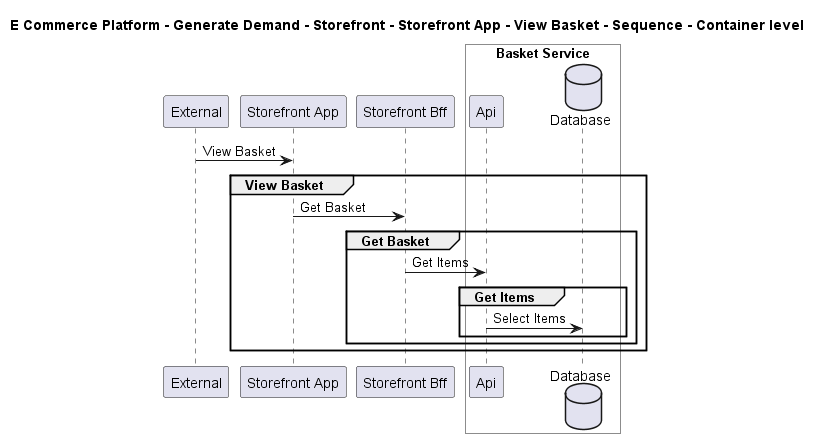 E Commerce Platform - Generate Demand - Storefront - Storefront App - View Basket - Sequence - Container level
Basket Service
External
Storefront App
Storefront Bff
Api
Database
View Basket
View Basket
Get Basket
Get Basket
Get Items
Get Items
Select Items
External
Storefront App
Storefront Bff
Api
Database